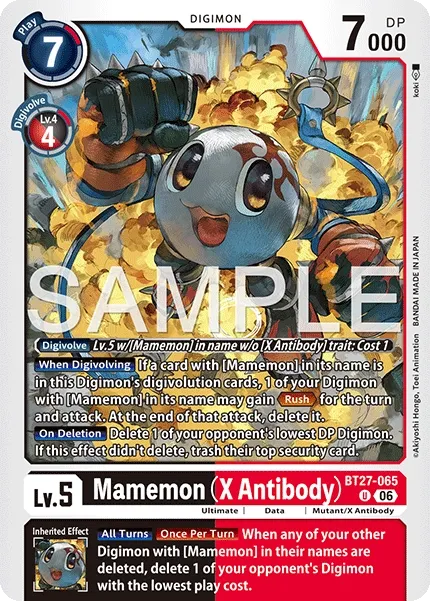 DIGIMON
Play
7
7 DP
000
Digivolve
Lv.4
4
koki
SAMPLE
©Akiyoshi Hongo, Toei Animation BANDAI MADE IN JAPAN
Digivolve Lv.5 w/[Mamemon] in name w/o [X Antibody] trait: Cost 1
When Digivolving If a card with [Mamemon] in its name is
in this Digimon's digivolution cards, 1 of your Digimon
with [Mamemon] in its name may gain Rush for the turn
and attack. At the end of that attack, delete it.
On Deletion Delete 1 of your opponent's lowest DP Digimon.
If this effect didn't delete, trash their top security card.
Lv.5 Mamemon (X Antibody) BT27-065
U 06
Ultimate Data Mutant/X Antibody
Inherited Effect
All Turns Once Per Turn When any of your other
Digimon with [Mamemon] in their names are
deleted, delete 1 of your opponent's Digimon
with the lowest play cost.